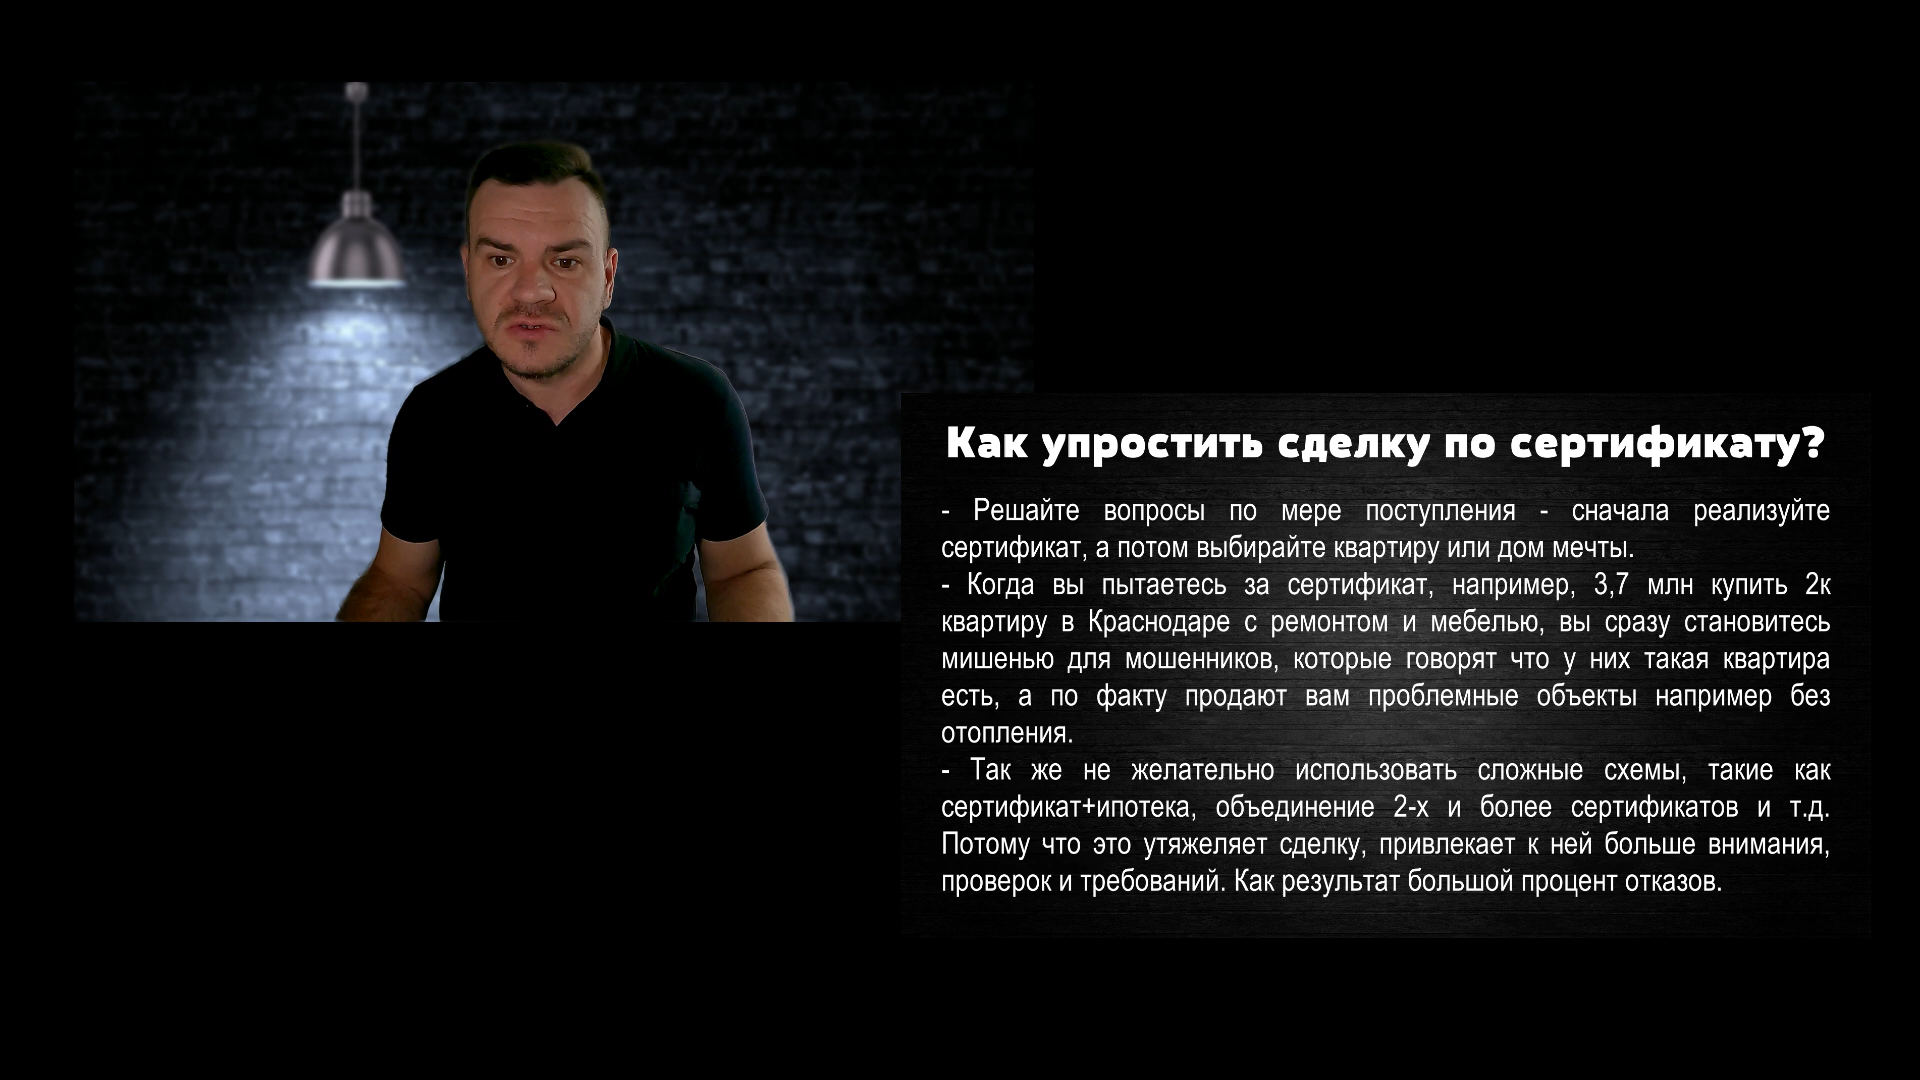 Как упростить сделку по сертификату?
- Решайте вопросы по мере поступления - сначала реализуйте
сертификат, а потом выбирайте квартиру или дом мечты.
- Когда вы пытаетесь за сертификат, например, 3,7 млн купить 2к
квартиру в Краснодаре с ремонтом и мебелью, вы сразу становитесь
мишенью для мошенников, которые говорят что у них такая квартира
есть, а по факту продают вам проблемные объекты например без
отопления.
- Так же не желательно использовать сложные схемы, такие как
сертификат+ипотека, объединение 2-х и более сертификатов и т.д.
Потому что это утяжеляет сделку, привлекает к ней больше внимания,
проверок и требований. Как результат большой процент отказов.